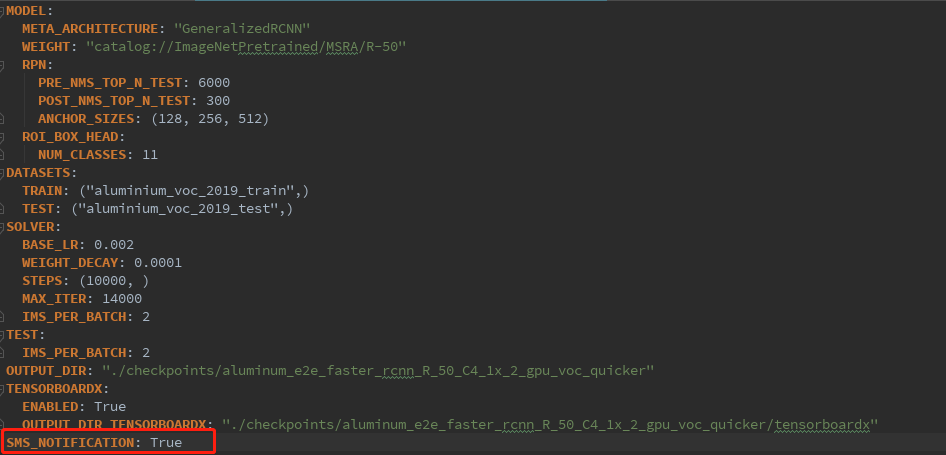 MODEL:
META_ARCHITECTURE: "GeneralizedRCNN"
WEIGHT: "catalog://ImageNetPretrained/MSRA/R-50"
RPN:
PRE_NMS_TOP_N_TEST: 6000
POST_NMS_TOP_N_TEST: 300
ANCHOR_SIZES: (128, 256, 512)
ROI_BOX_HEAD:
NUM_CLASSES: 11
DATASETS:
TRAIN: ("aluminium_voc_2019_train",)
TEST: ("aluminium_voc_2019_test",)
SOLVER:
BASE_LR: 0.002
WEIGHT_DECAY: 0.0001
STEPS: (10000, )
MAX_ITER: 14000
IMS_PER_BATCH: 2
TEST:
IMS_PER_BATCH: 2
OUTPUT_DIR: "./checkpoints/aluminum_e2e_faster_rcnn_R_50_C4_1x_2_gpu_voc_quicker"
TENSORBOARDX:
ENABLED: True
OUTPUT_DIR_TENSORBOARDX: "./checkpoints/aluminum_e2e_faster_rcnn_R_50_C4_1x_2_gpu_voc_quicker/tensorboardx"
SMS_NOTIFICATION: True